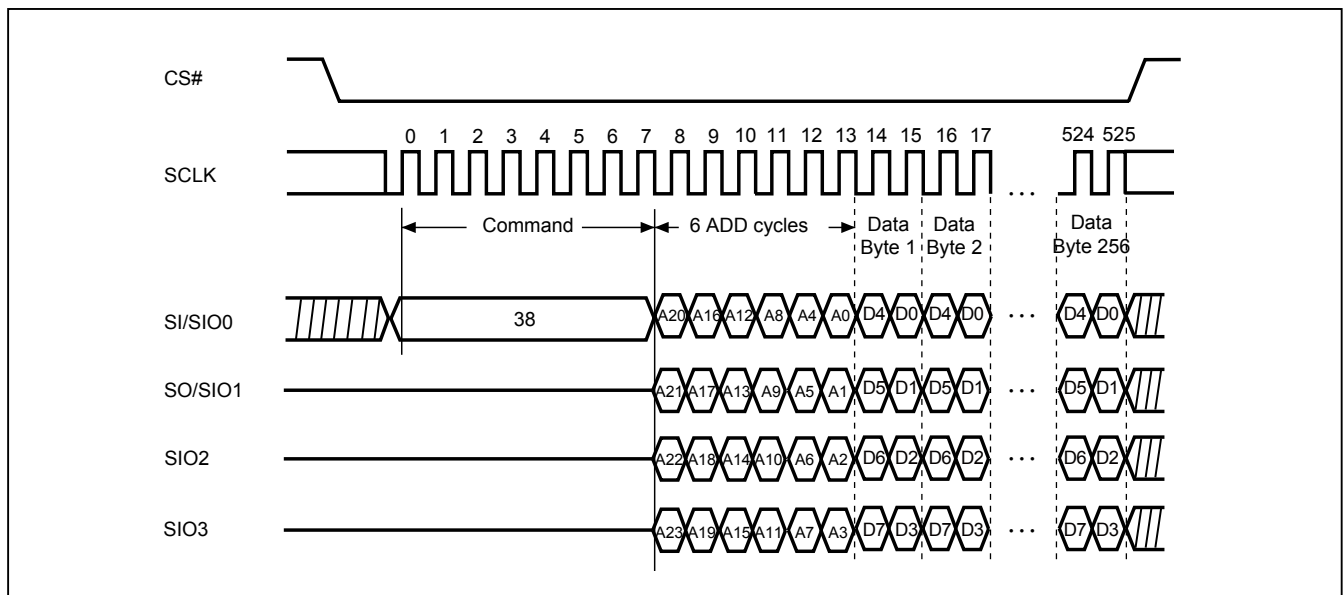 CS#
0 1 2 3 4 5 6 7 8 9 10 11 12 13 14 15 16 17 524 525
SCLK
...
Command 6 ADD cycles Data Byte 1 Data Byte 2 Data Byte 256
SI/SIO0 38 A20 A16 A12 A8 A4 A0 D4 D0 D4 D0 ... D4 D0
SO/SIO1 A21 A17 A13 A9 A5 A1 D5 D1 D5 D1 ... D5 D1
SIO2 A22 A18 A14 A10 A6 A2 D6 D2 D6 D2 ... D6 D2
SIO3 A23 A19 A15 A11 A7 A3 D7 D3 D7 D3 ... D7 D3